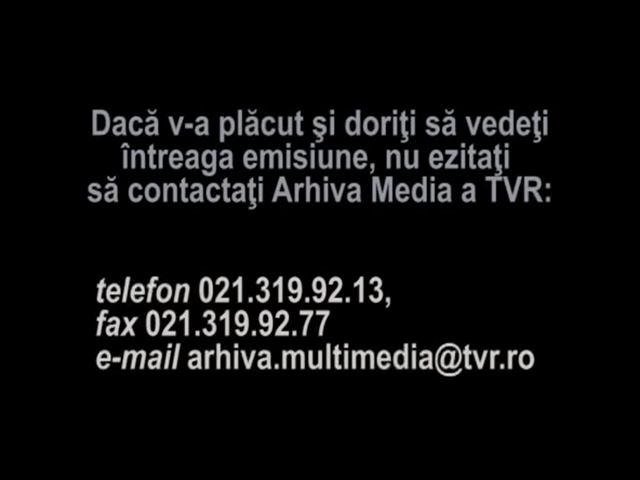 Dacă v-a plăcut şi doriţi să vedeţi
întreaga emisiune, nu ezitaţi
să contactaţi Arhiva Media a TVR:
telefon 021.319.92.13,
fax 021.319.92.77
e-mail arhiva.multimedia@tvr.ro